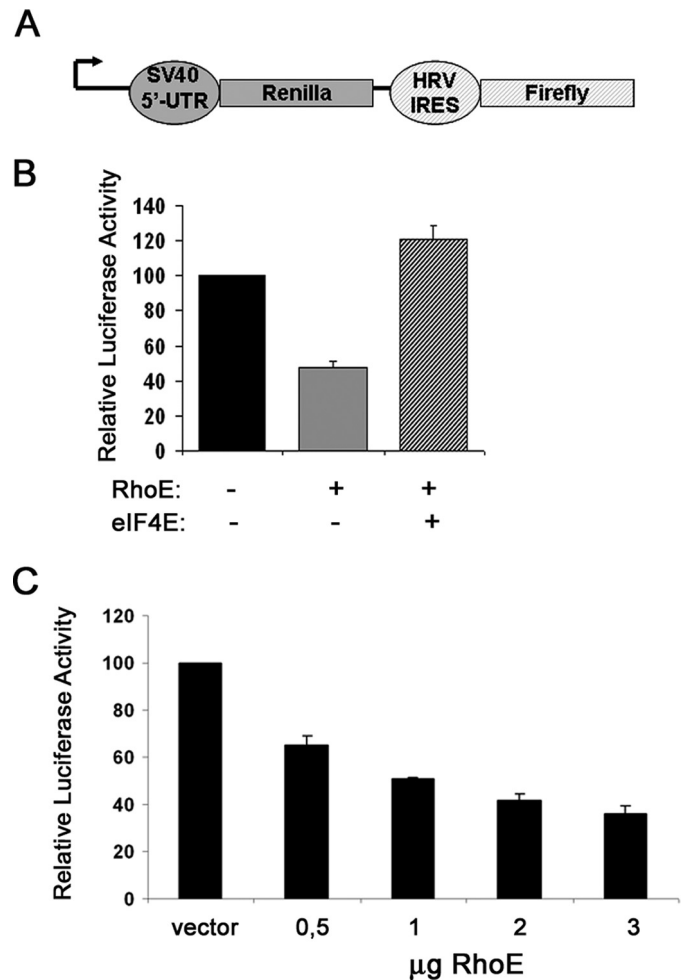 A
SV40
5'-UTR
Renilla
HRV
IRES
Firefly
B
Relative Luciferase Activity
140
120
100
80
60
40
20
0
RhoE: - + +
eIF4E: - - +
C
Relative Luciferase Activity
120
100
80
60
40
20
0
vector 0,5 1 2 3
µg RhoE